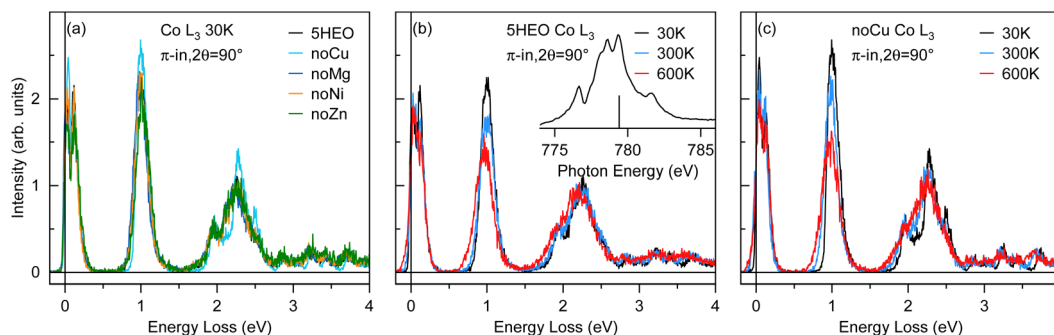 (a)
Co L3 30K
π-in,2θ=90°
5HEO
noCu
noMg
noNi
noZn
Intensity (arb. units)
2
1
0
0 1 2 3 4
Energy Loss (eV)
(b)
5HEO Co L3
π-in,2θ=90°
30K
300K
600K
775 780 785
Photon Energy (eV)
0 1 2 3 4
Energy Loss (eV)
(c)
noCu Co L3
π-in,2θ=90°
30K
300K
600K
0 1 2 3
Energy Loss (eV)